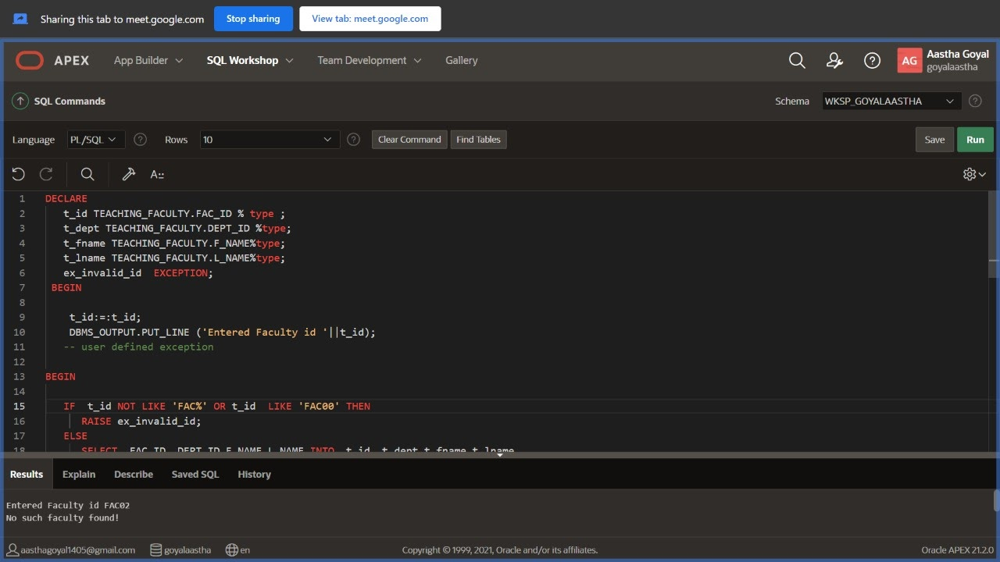 Sharing this tab to meet.google.com Stop sharing View tab: meet.google.com
APEX App Builder SQL Workshop Team Development Gallery AG Aastha Goyal
goyalaastha
SQL Commands Schema WKSP_GOYALAASTHA
Language PL/SQL Rows 10 Clear Command Find Tables Save Run
A::
1 DECLARE
2 t_id TEACHING_FACULTY.FAC_ID % type ;
3 t_dept TEACHING_FACULTY.DEPT_ID %type;
4 t_fname TEACHING_FACULTY.F_NAME%type;
5 t_lname TEACHING_FACULTY.L_NAME%type;
6 ex_invalid_id  EXCEPTION;
7 BEGIN
8
9 t_id:=:t_id;
10 DBMS_OUTPUT.PUT_LINE ('Entered Faculty id '||t_id);
11 -- user defined exception
12
13 BEGIN
14
15 IF  t_id NOT LIKE 'FAC%' OR t_id  LIKE 'FAC00' THEN
16 RAISE ex_invalid_id;
17 ELSE
18 SELECT  FAC_ID, DEPT_ID,F_NAME,L_NAME INTO  t_id, t_dept,t_fname,t_lname
Results Explain Describe Saved SQL History
Entered Faculty id FAC02
No such faculty found!
aasthagoyal1405@gmail.com goyalaastha en Copyright © 1999, 2021, Oracle and/or its affiliates. Oracle APEX 21.2.0